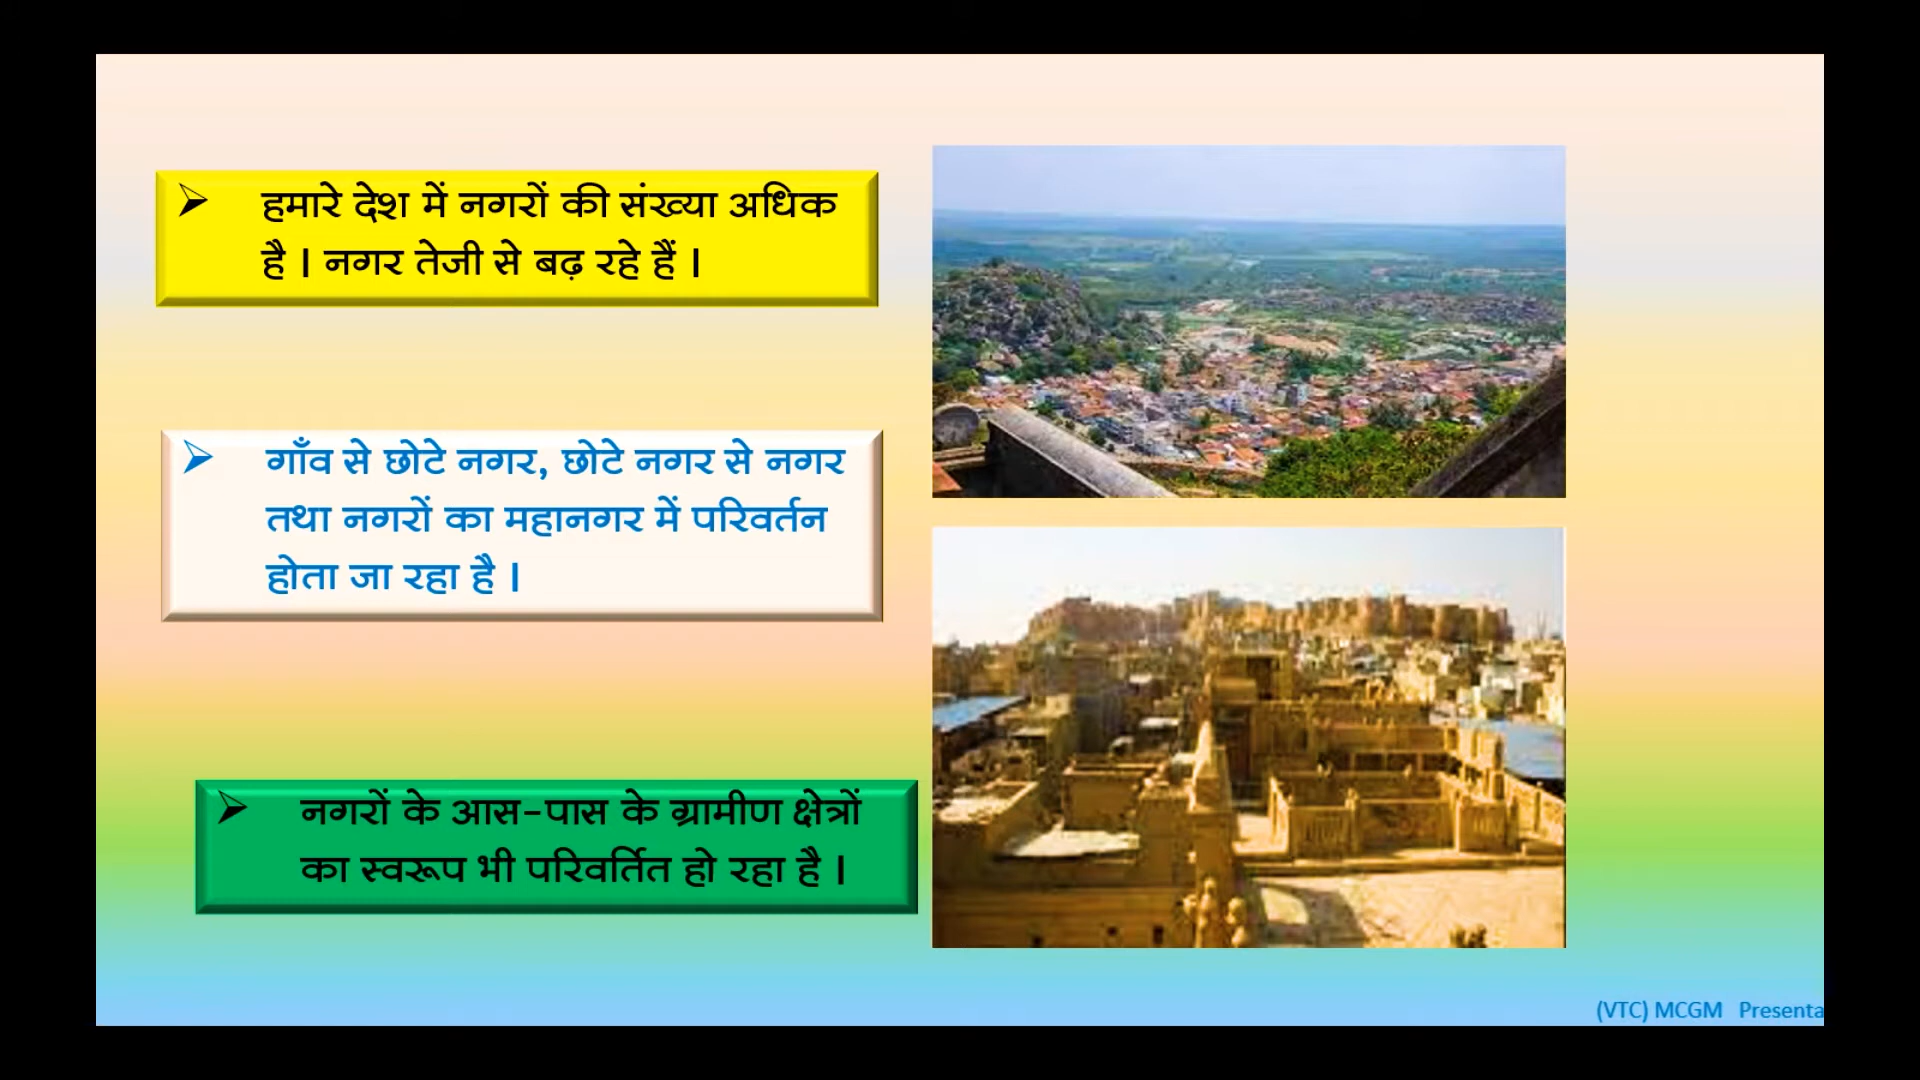 ➢ हमारे देश में नगरों की संख्या अधिक
है । नगर तेजी से बढ़ रहे हैं ।
➢ गाँव से छोटे नगर, छोटे नगर से नगर
तथा नगरों का महानगर में परिवर्तन
होता जा रहा है ।
➢ नगरों के आस-पास के ग्रामीण क्षेत्रों
का स्वरूप भी परिवर्तित हो रहा है ।
(VTC) MCGM Presenta